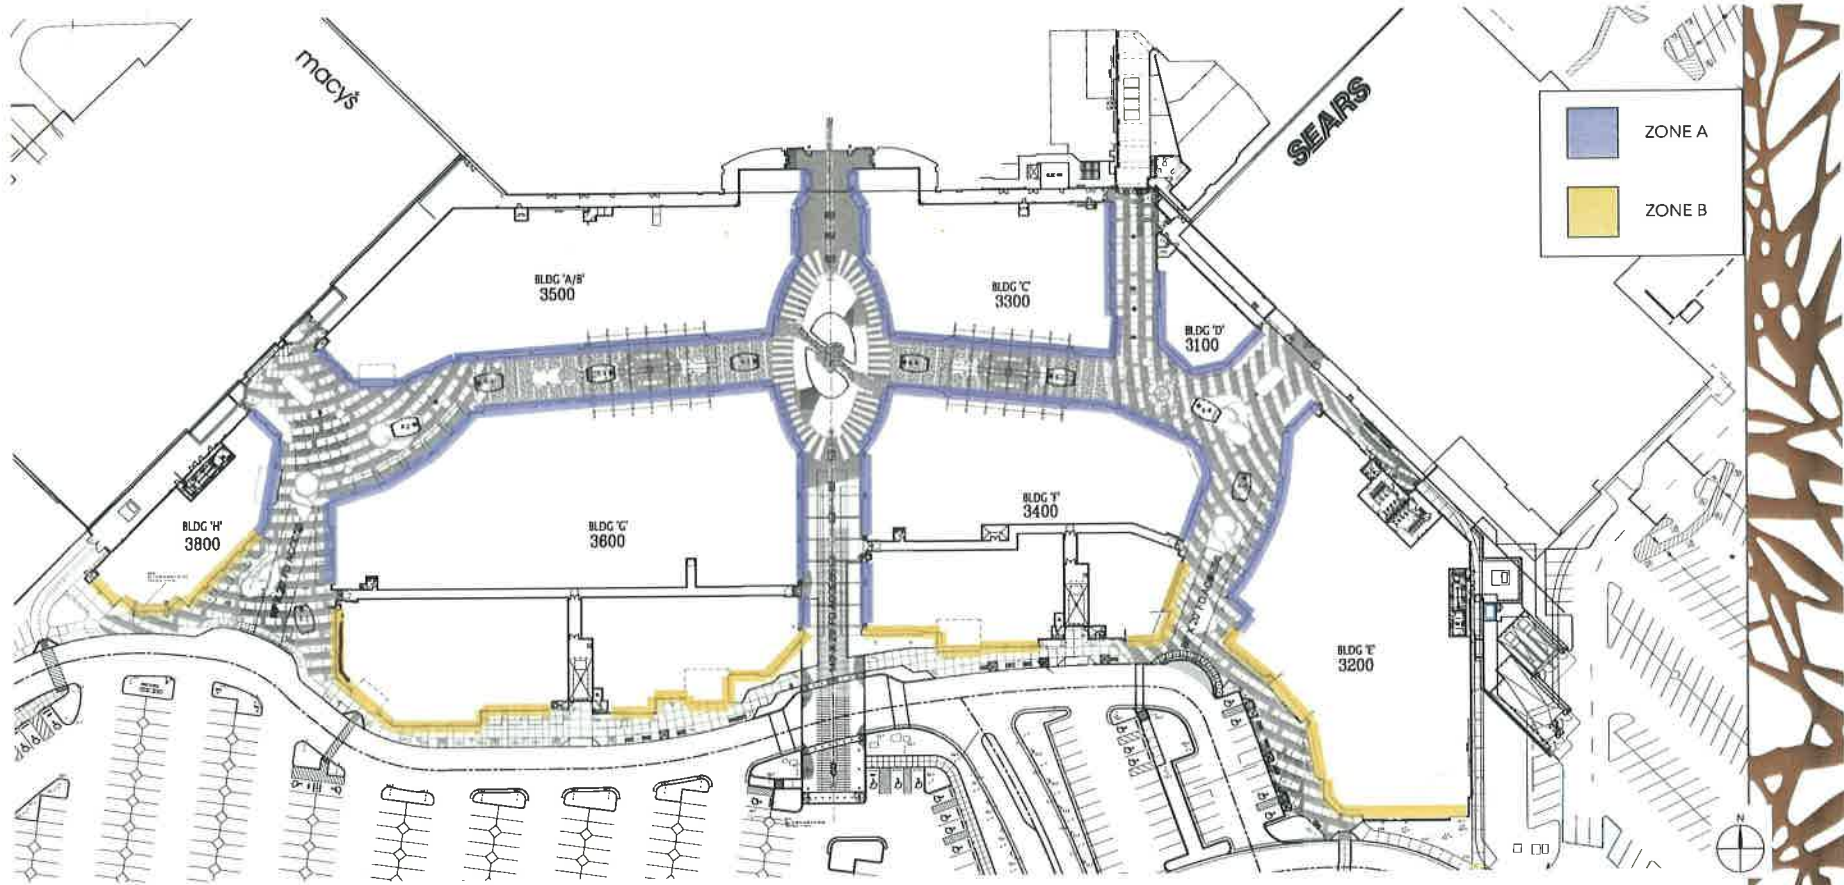 macy's
SEARS
ZONE A
ZONE B
BLDG 'A/B'
3500
BLDG 'C'
3300
BLDG 'D'
3100
BLDG 'H'
3800
BLDG 'G'
3600
BLDG 'F'
3400
BLDG 'E'
3200
N